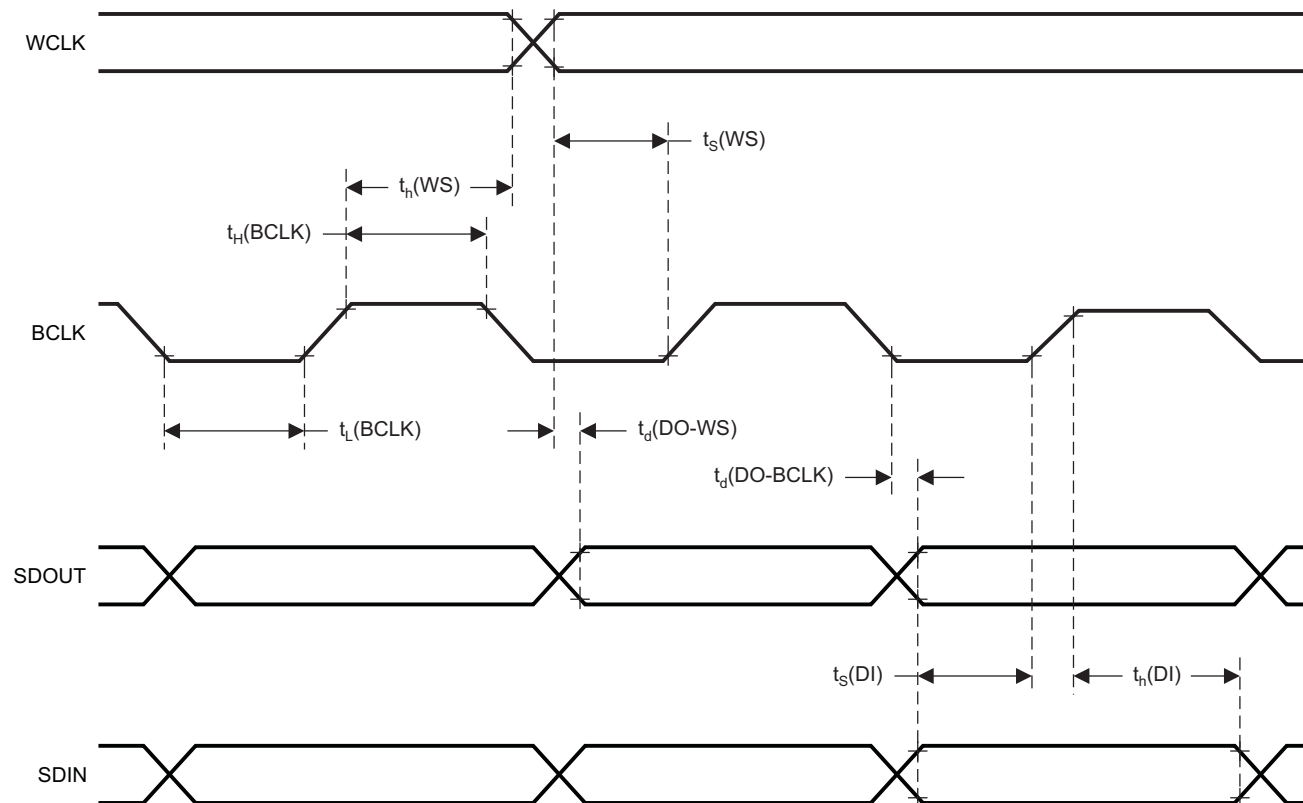 WCLK
tS(WS)
th(WS)
tH(BCLK)
BCLK
tL(BCLK)
td(DO-WS)
td(DO-BCLK)
SDOUT
tS(DI)
th(DI)
SDIN